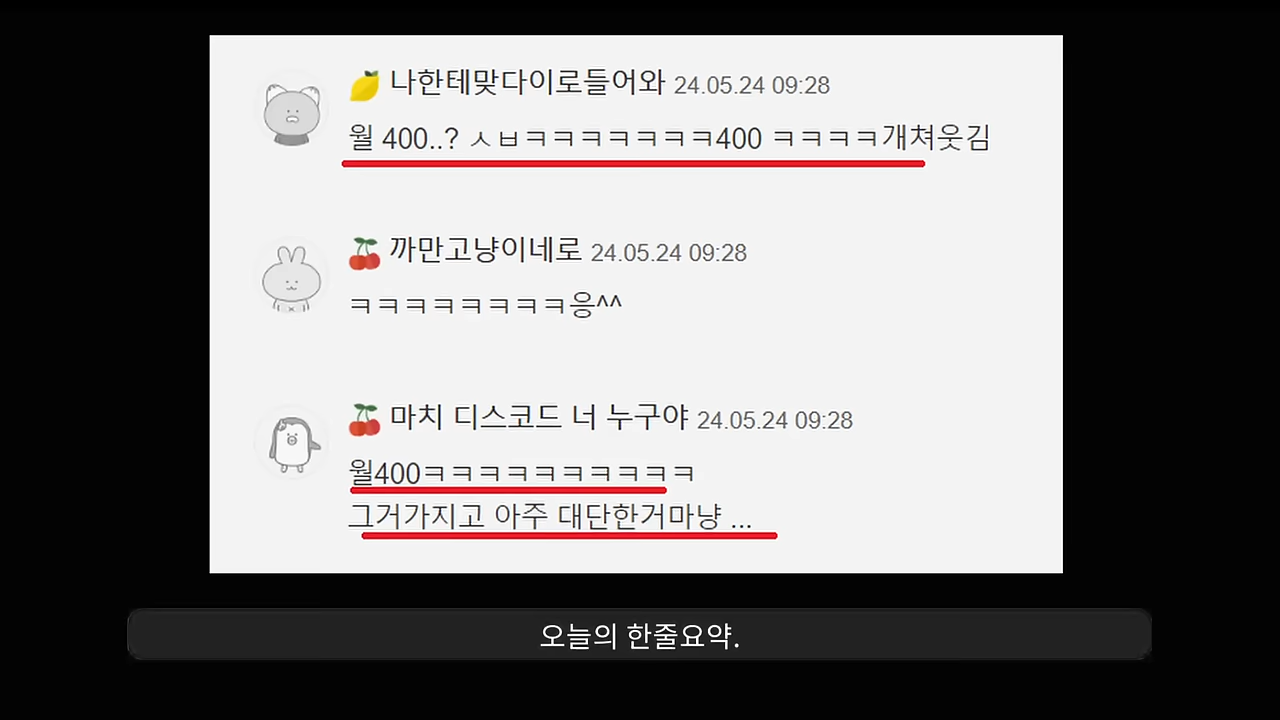 나한테맞다이로들어와 24.05.24 09:28
월 400..? ㅅㅂㅋㅋㅋㅋㅋㅋㅋ400 ㅋㅋㅋㅋ개쳐웃김
까만고냥이네로 24.05.24 09:28
ㅋㅋㅋㅋㅋㅋㅋㅋ응^^
마치 디스코드 너 누구야 24.05.24 09:28
월400ㅋㅋㅋㅋㅋㅋㅋㅋㅋㅋ
그거가지고 아주 대단한거마냥 ...
오늘의 한줄요약.